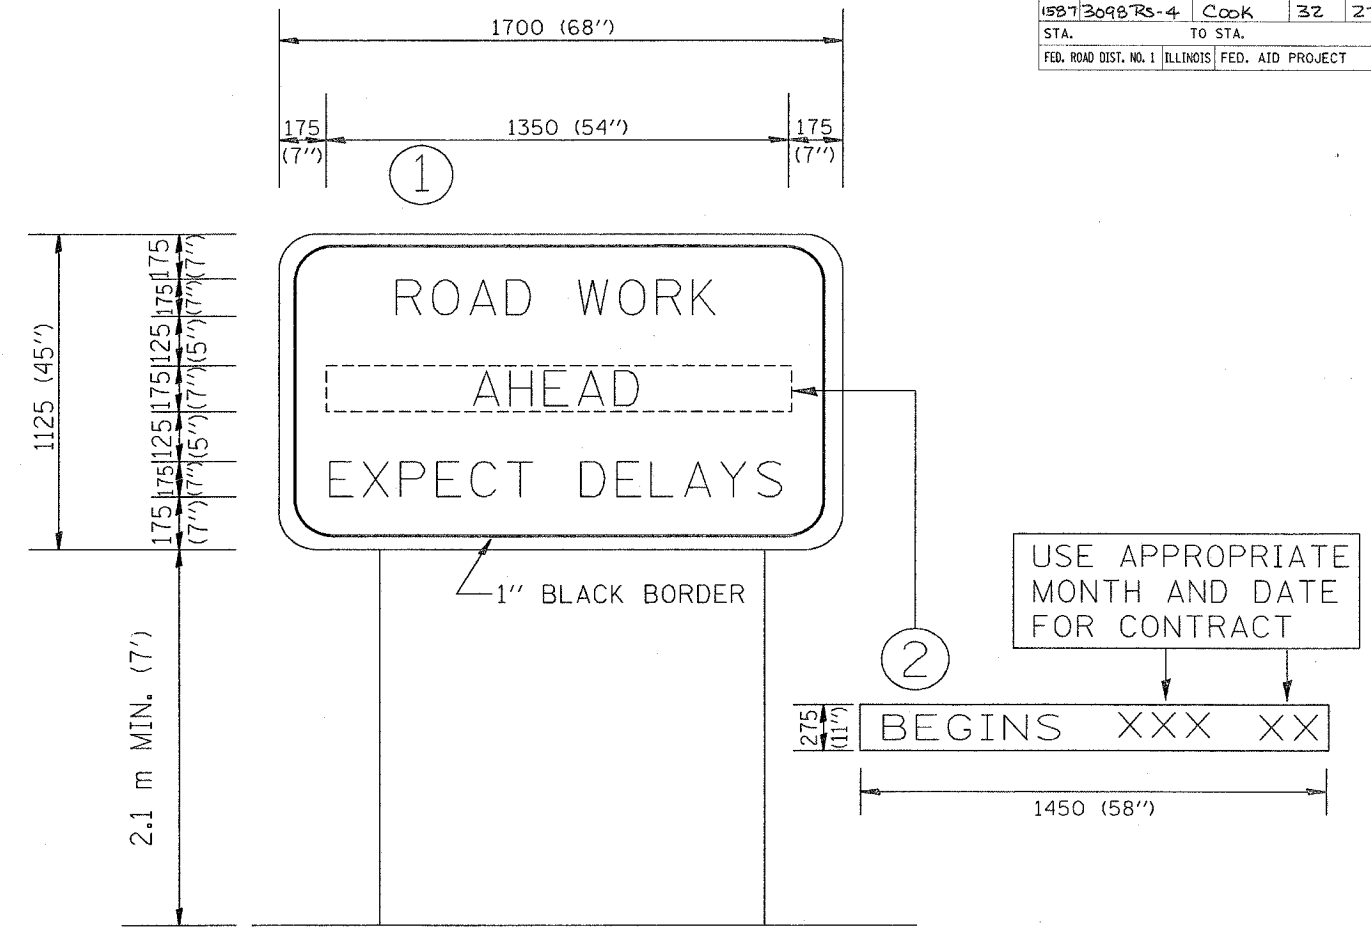 1587 3098 RS-4 Cook 32
STA. TO STA.
FED. ROAD DIST. NO. 1 ILLINOIS FED. AID PROJECT
1700 (68'')
175 1350 (54'') 175
(7'') (7'')
1
1125 (45'')
175 (7'')
175 (7'')
125 (5'')
175 (7'')
125 (5'')
175 (7'')
175 (7'')
ROAD WORK
AHEAD
EXPECT DELAYS
1'' BLACK BORDER
2.1 m MIN. (7')
USE APPROPRIATE
MONTH AND DATE
FOR CONTRACT
2
275 (11'')
BEGINS XXX XX
1450 (58'')